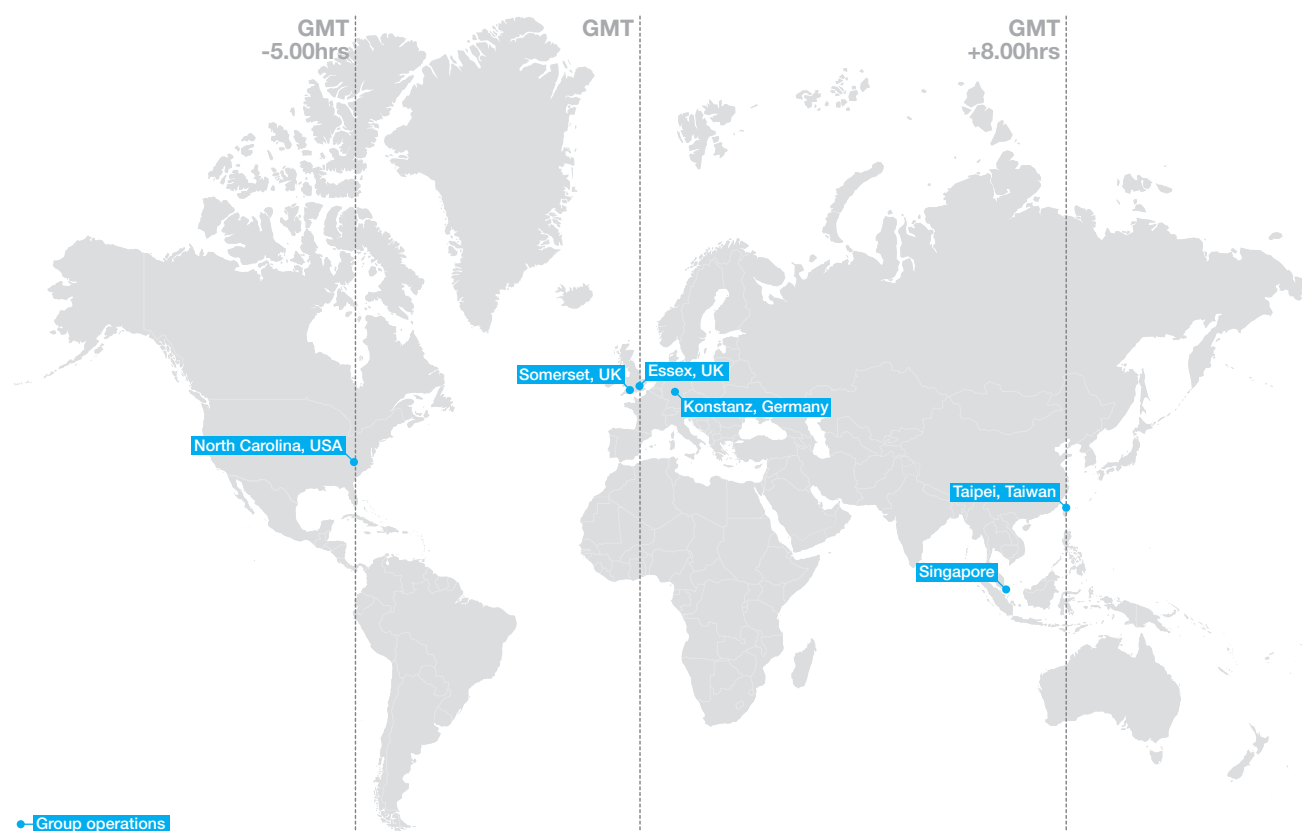 GMT
-5.00hrs
GMT
GMT
+8.00hrs
Somerset, UK
Essex, UK
Konstanz, Germany
North Carolina, USA
Taipei, Taiwan
Singapore
Group operations